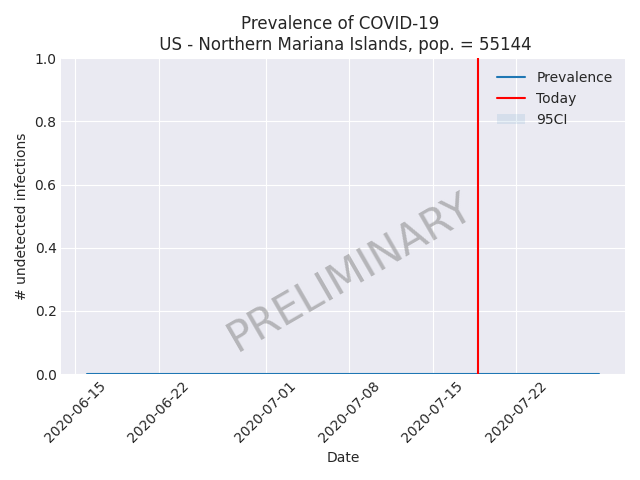 Prevalence of COVID-19
US - Northern Mariana Islands, pop. = 55144
Prevalence
Today
95CI
# undetected infections
1.0
0.8
0.6
0.4
0.2
0.0
PRELIMINARY
2020-06-15
2020-06-22
2020-07-01
2020-07-08
2020-07-15
2020-07-22
Date